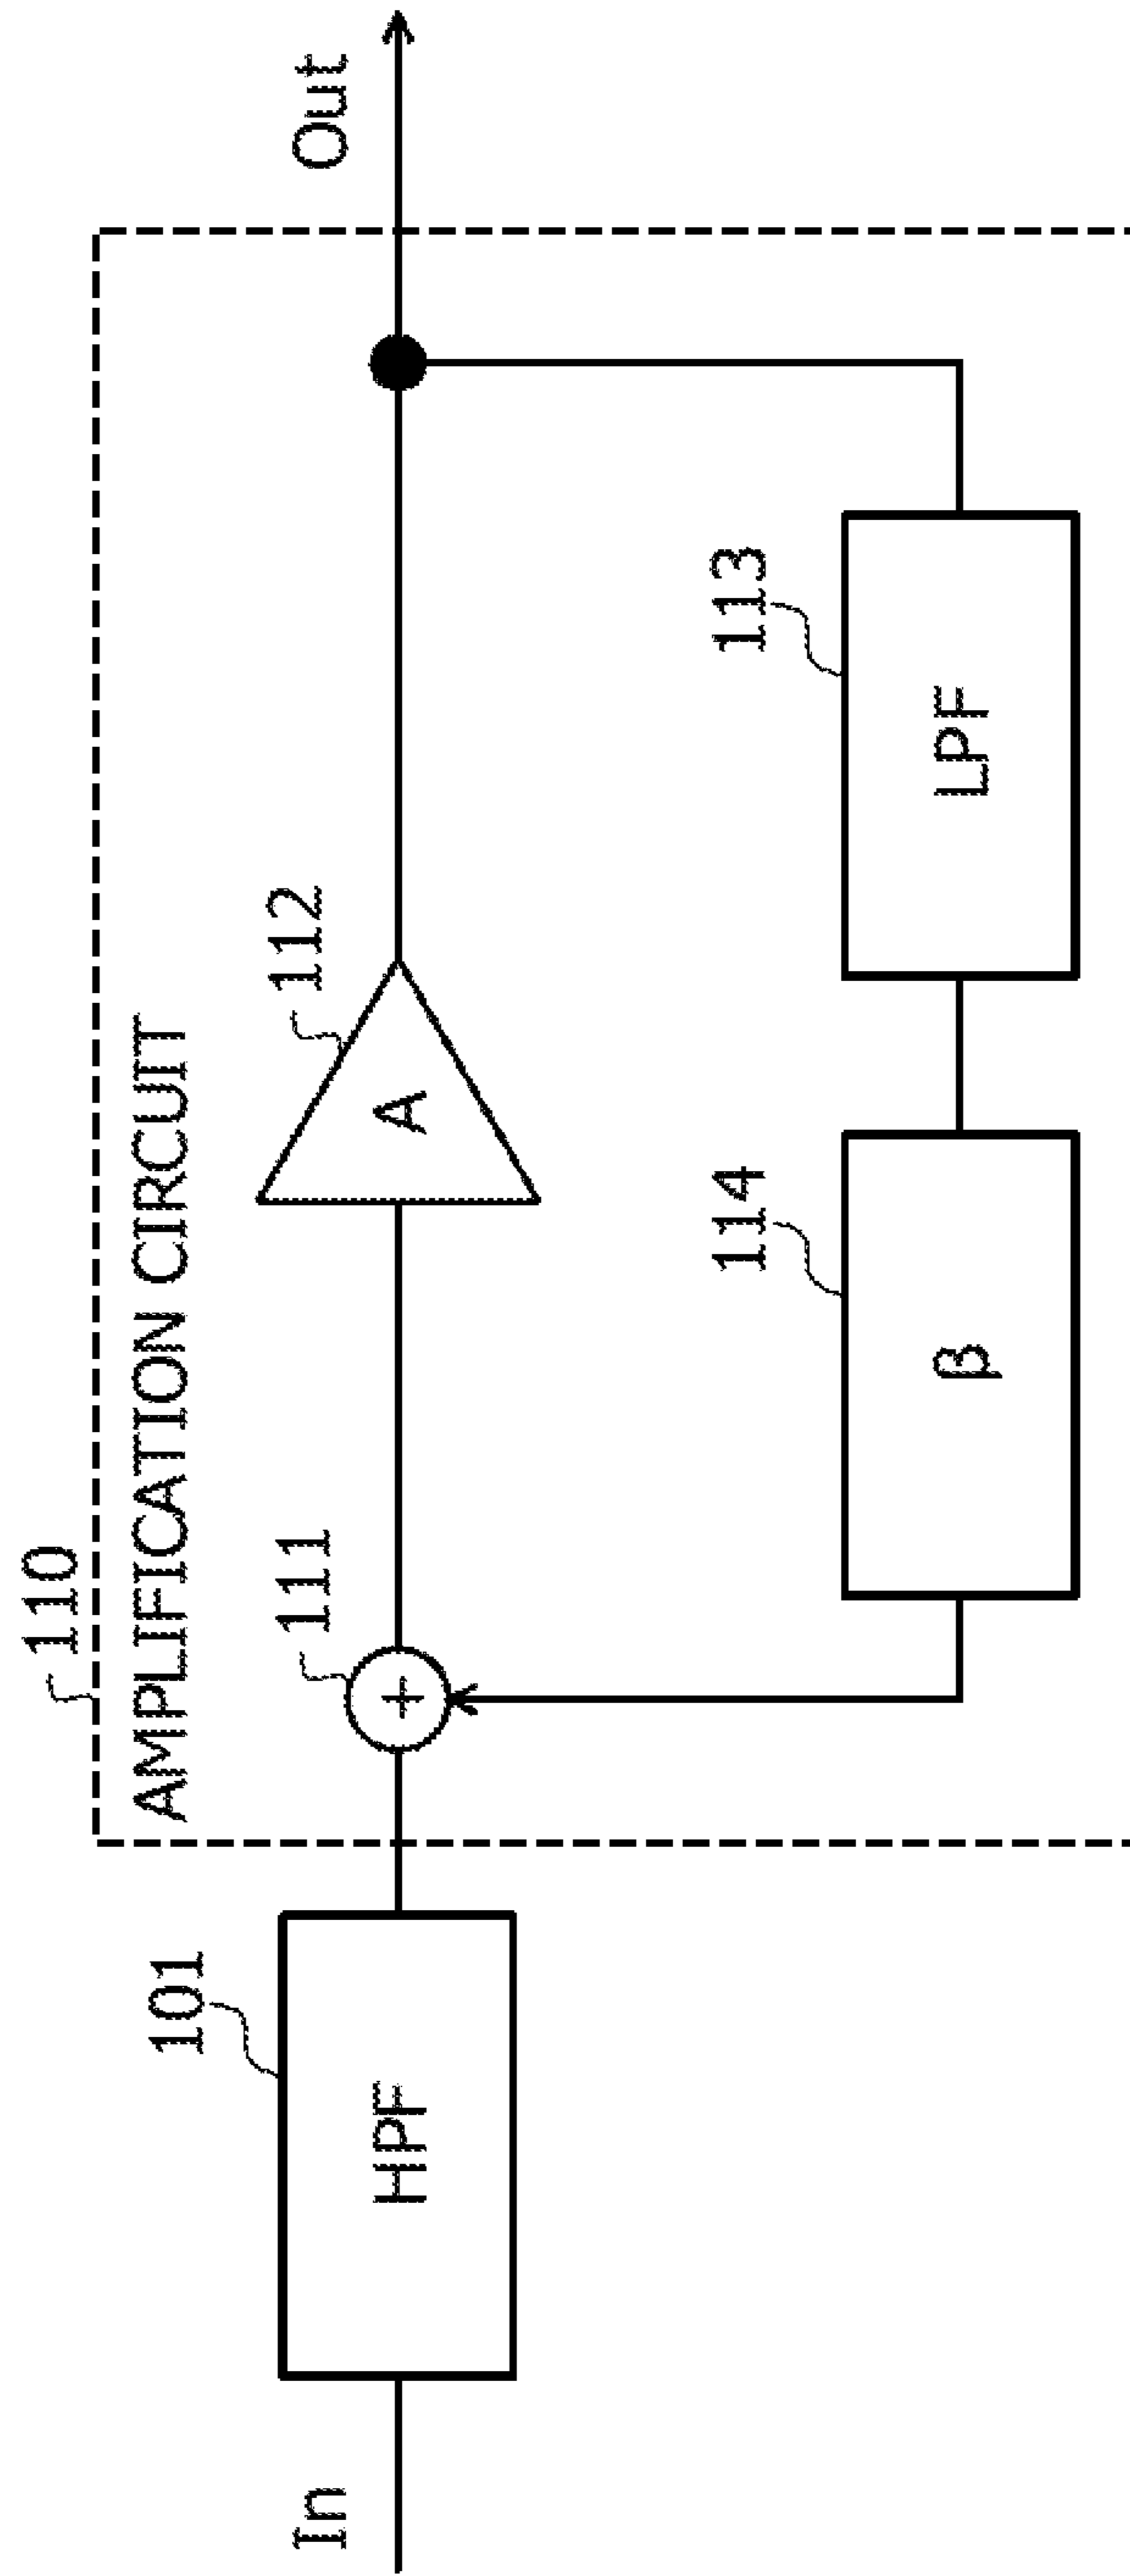 110
AMPLIFICATION CIRCUIT
In
101
HPF
111
+
112
A
Out
114
β
113
LPF